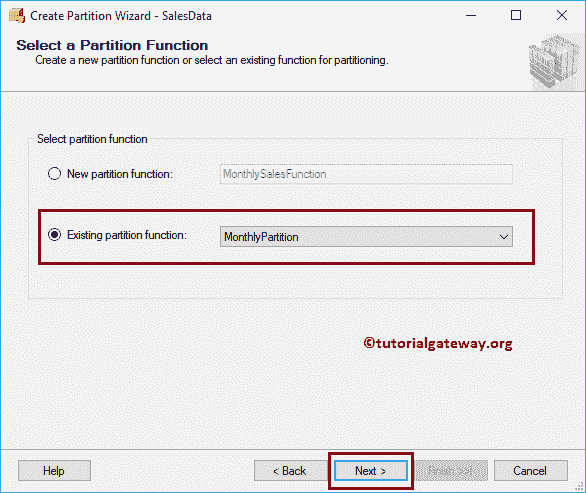 Create Partition Wizard - SalesData
Select a Partition Function
Create a new partition function or select an existing function for partitioning.
Select partition function
New partition function:
MonthlySalesFunction
Existing partition function:
MonthlyPartition
©tutorialgateway.org
Help
< Back
Next >
Finish >>|
Cancel